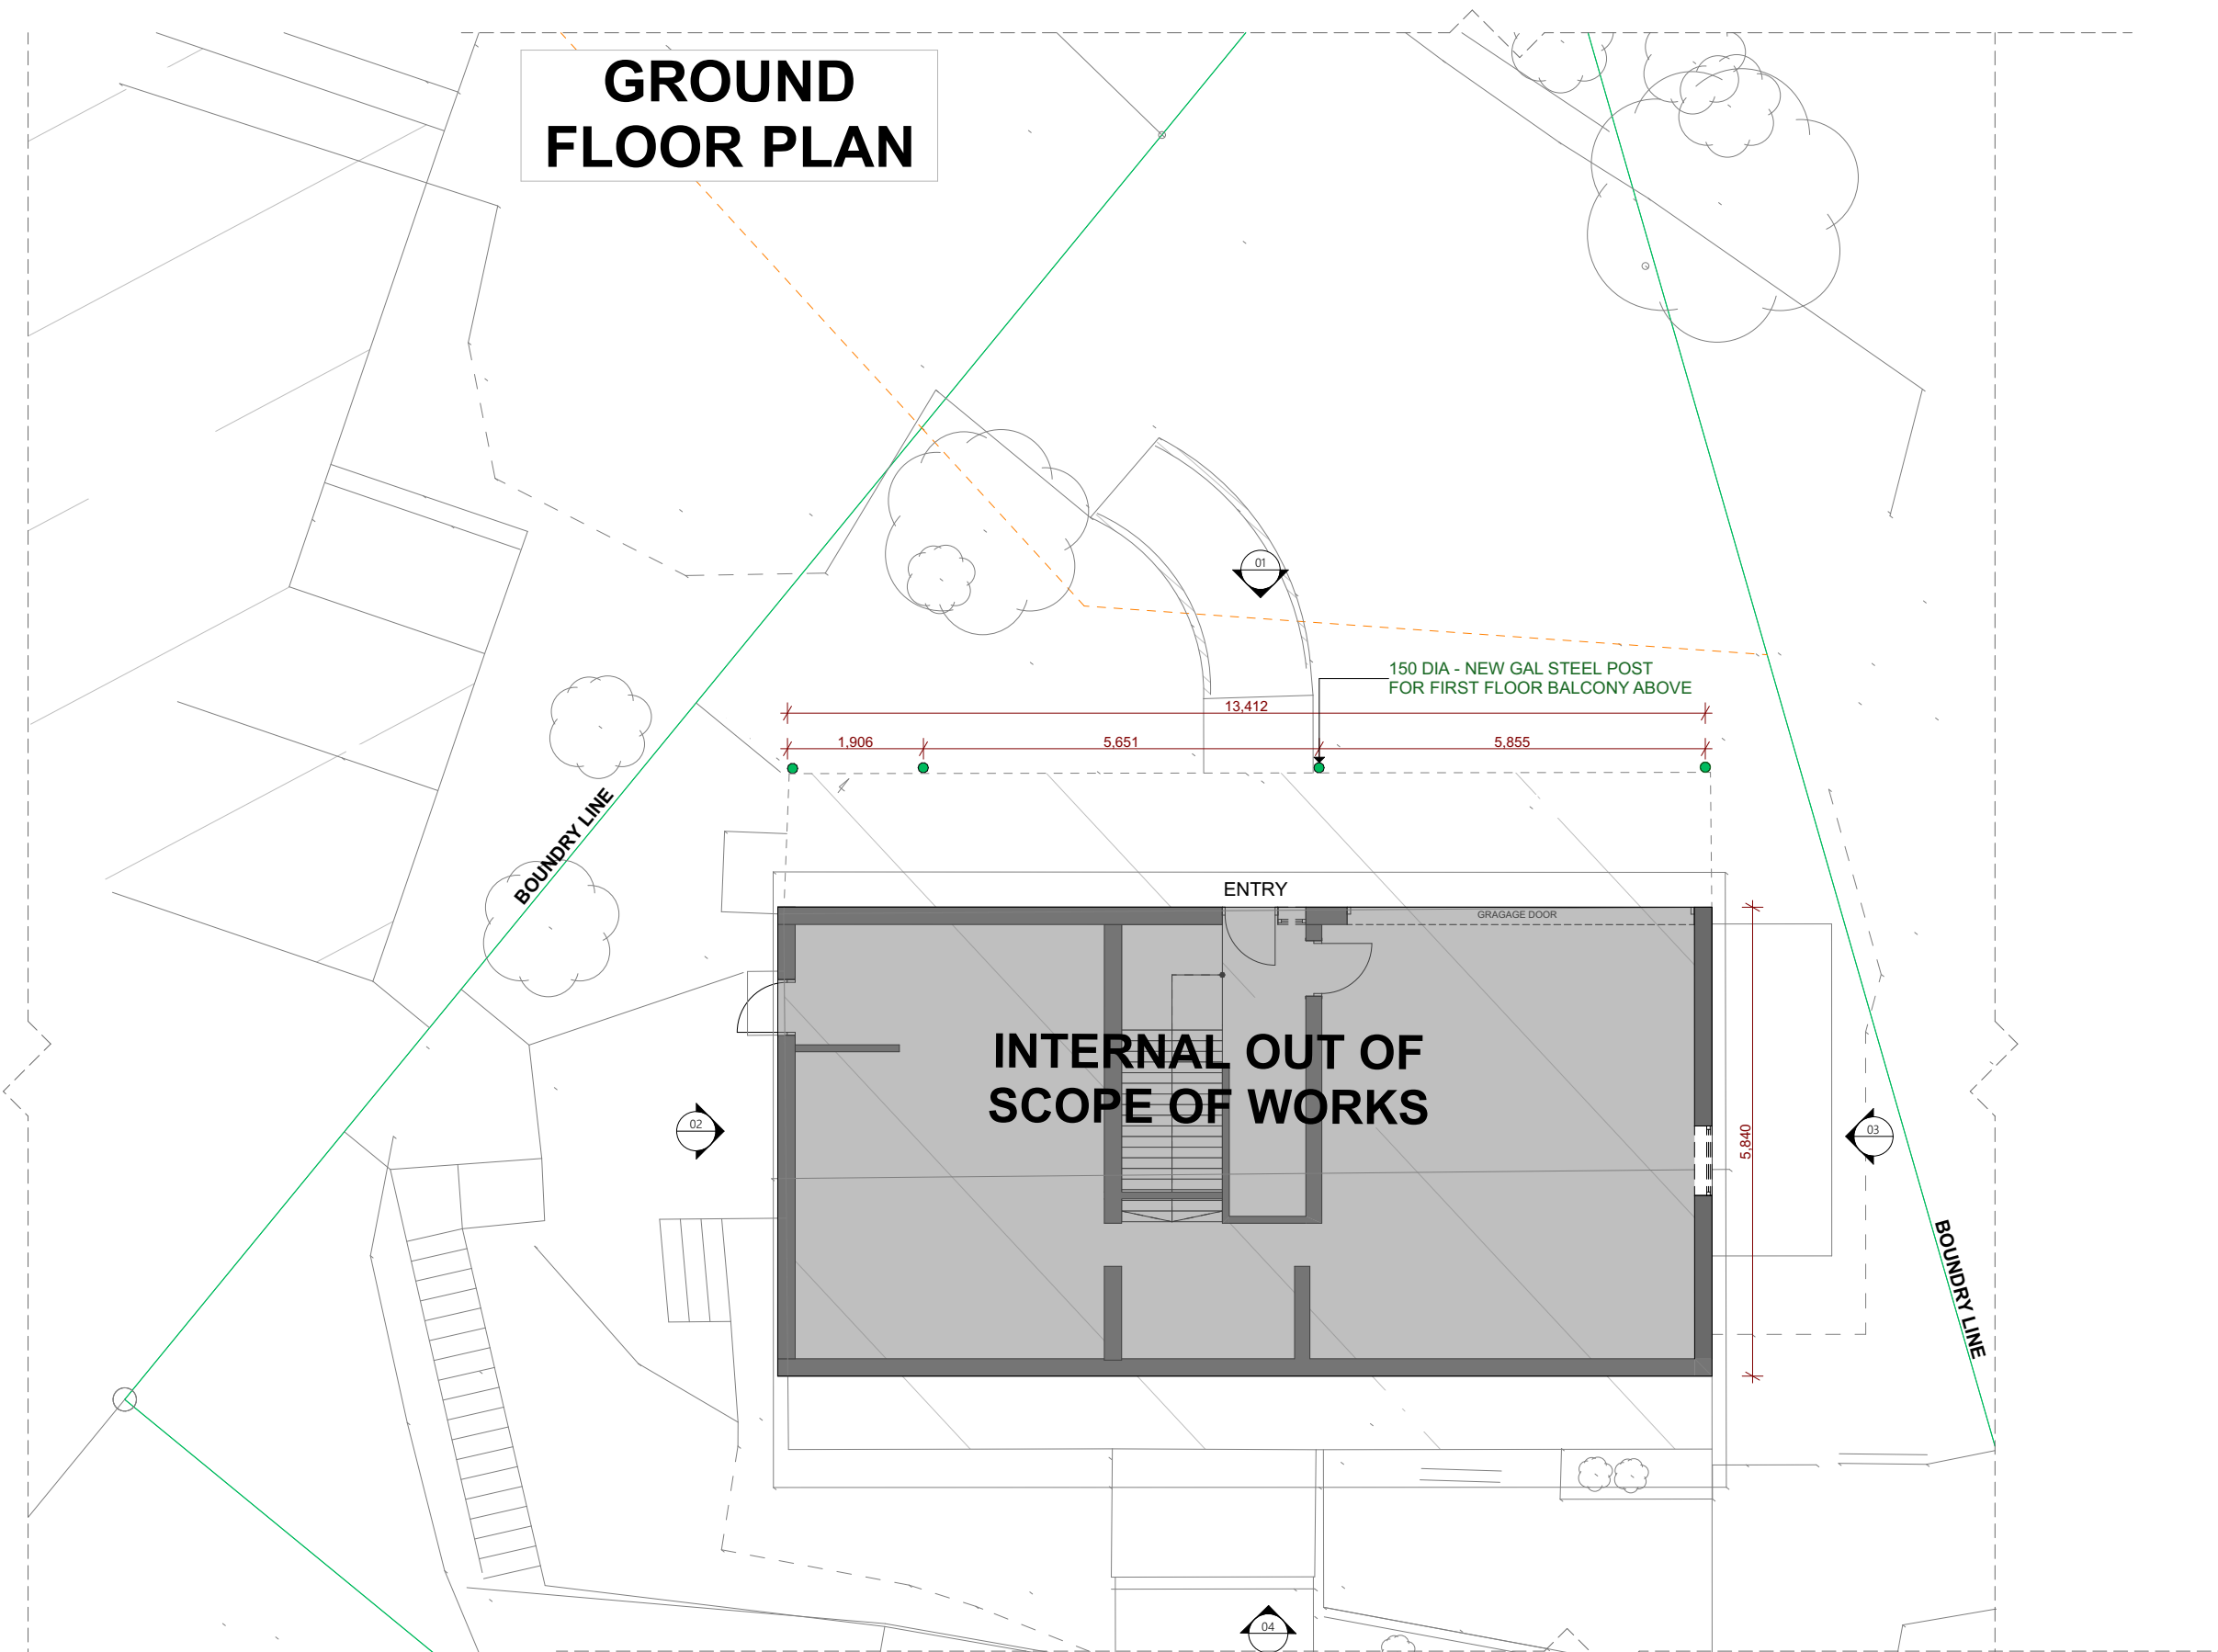 GROUND
FLOOR PLAN
01
150 DIA - NEW GAL STEEL POST
FOR FIRST FLOOR BALCONY ABOVE
13,412
1,906
5,651
5,855
BOUNDRY LINE
ENTRY
GRAGAGE DOOR
INTERNAL OUT OF
SCOPE OF WORKS
02
5,840
03
BOUNDRY LINE
04